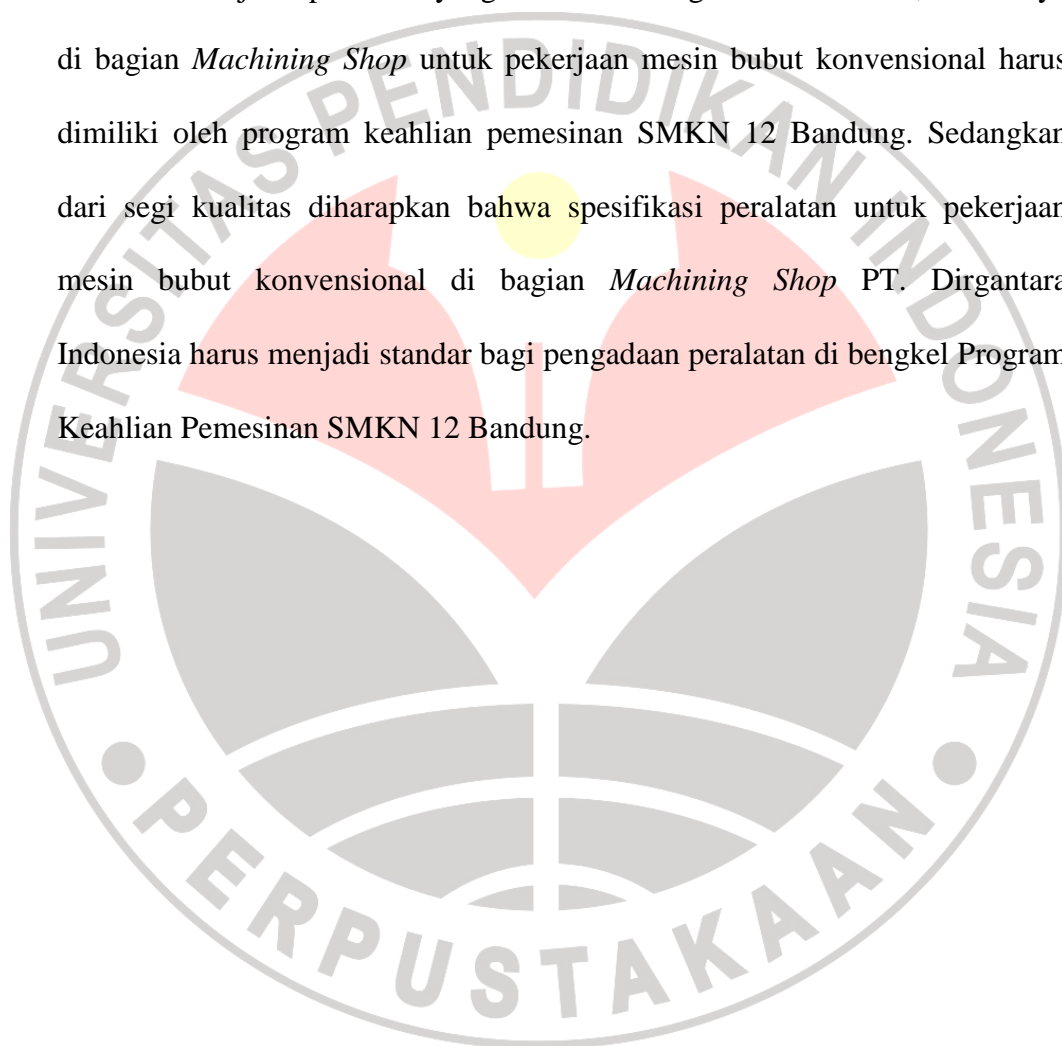 di bagian Machining Shop untuk pekerjaan mesin bubut konvensional harus
dimiliki oleh program keahlian pemesinan SMKN 12 Bandung. Sedangkan
dari segi kualitas diharapkan bahwa spesifikasi peralatan untuk pekerjaan
mesin bubut konvensional di bagian Machining Shop PT. Dirgantara
Indonesia harus menjadi standar bagi pengadaan peralatan di bengkel Program
Keahlian Pemesinan SMKN 12 Bandung.
UNIVERSITAS PENDIDIKAN INDONESIA
PERPUSTAKAAN